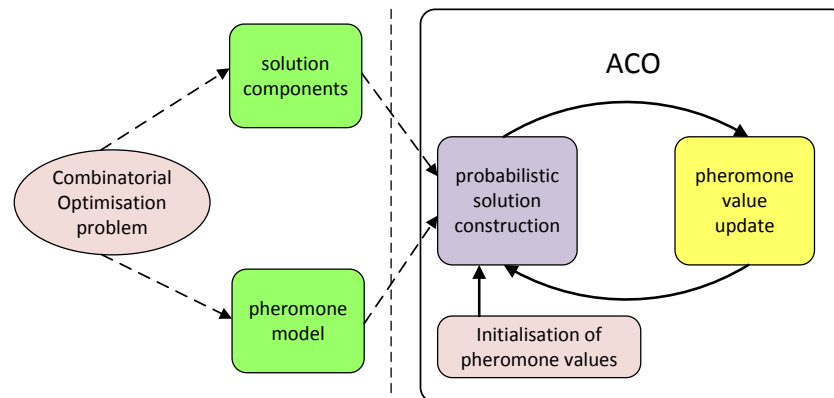 solution
components
ACO
Combinatorial
Optimisation
problem
probabilistic
solution
construction
pheromone
value
update
pheromone
model
Initialisation of
pheromone values